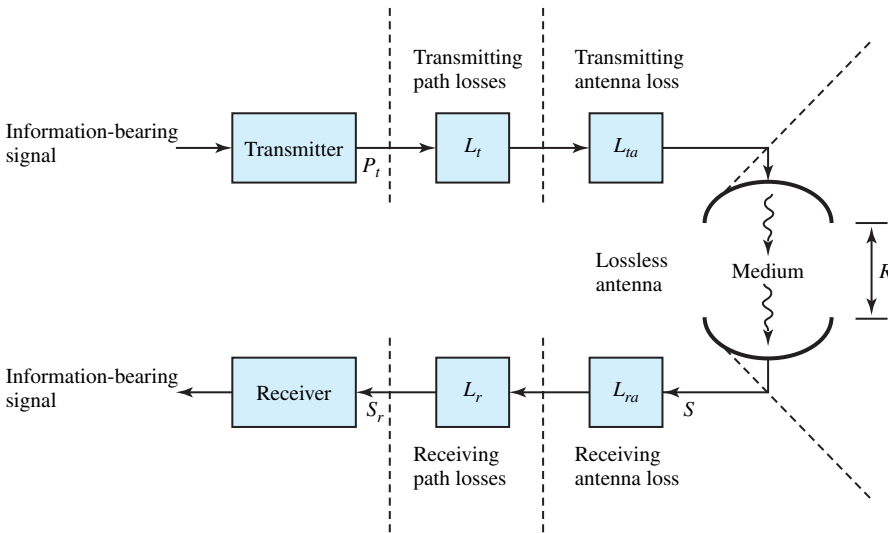 Transmitting
path losses
Transmitting
antenna loss
Information-bearing
signal
Transmitter
P_t
L_t
L_ta
Lossless
antenna
Medium
R
Information-bearing
signal
Receiver
S_r
L_r
L_ra
S
Receiving
path losses
Receiving
antenna loss